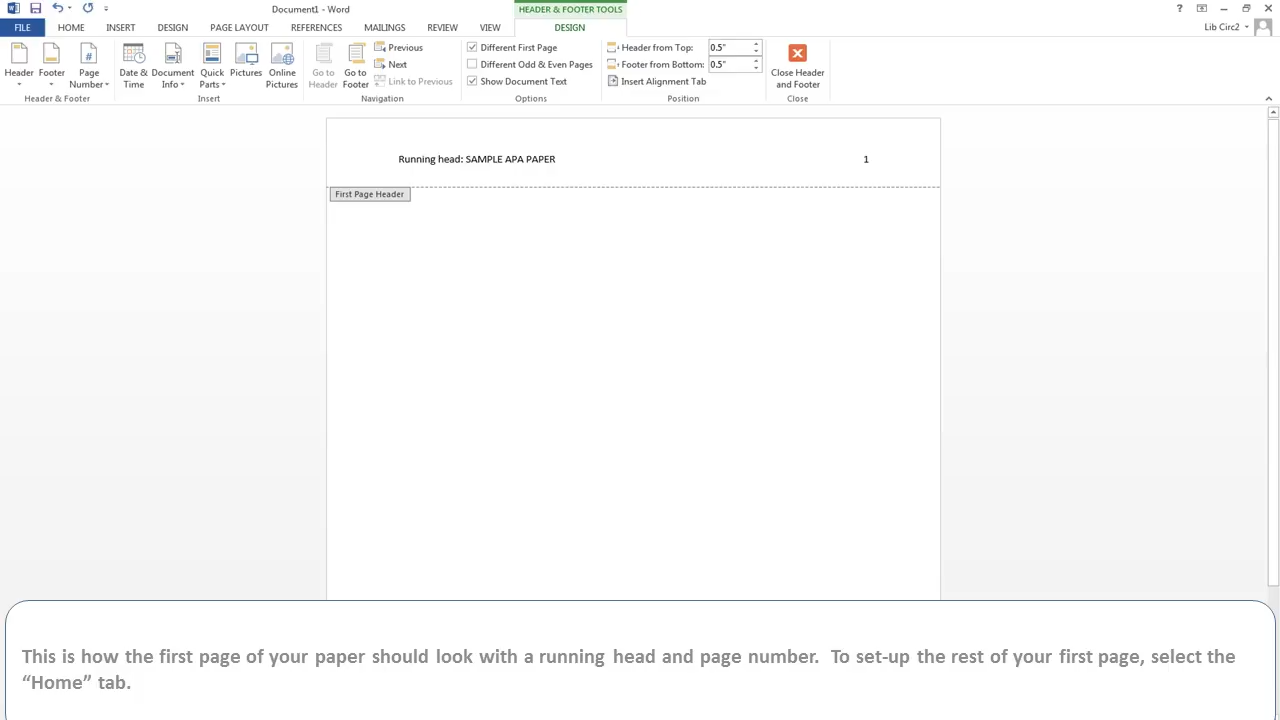 Document1 - Word
HEADER & FOOTER TOOLS
?
FILE
HOME
INSERT
DESIGN
PAGE LAYOUT
REFERENCES
MAILINGS
REVIEW
VIEW
DESIGN
Lib Circ2
Header
Footer
Page Number
Header & Footer
Date & Time
Document Info
Quick Parts
Pictures
Online Pictures
Insert
Go to Header
Go to Footer
Previous
Next
Link to Previous
Navigation
Different First Page
Different Odd & Even Pages
Show Document Text
Options
Header from Top: 0.5"
Footer from Bottom: 0.5"
Insert Alignment Tab
Position
Close Header and Footer
Close
Running head: SAMPLE APA PAPER 1
First Page Header
This is how the first page of your paper should look with a running head and page number. To set-up the rest of your first page, select the
“Home” tab.